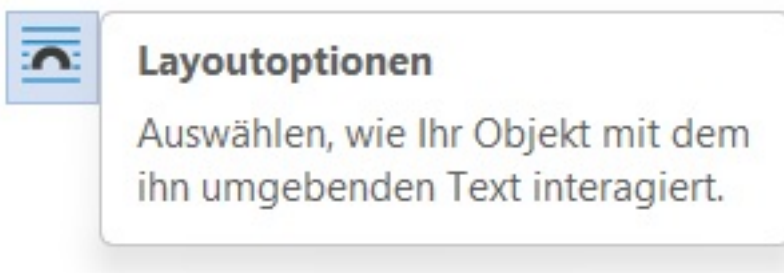 Layoutoptionen
Auswählen, wie Ihr Objekt mit dem
ihn umgebenden Text interagiert.